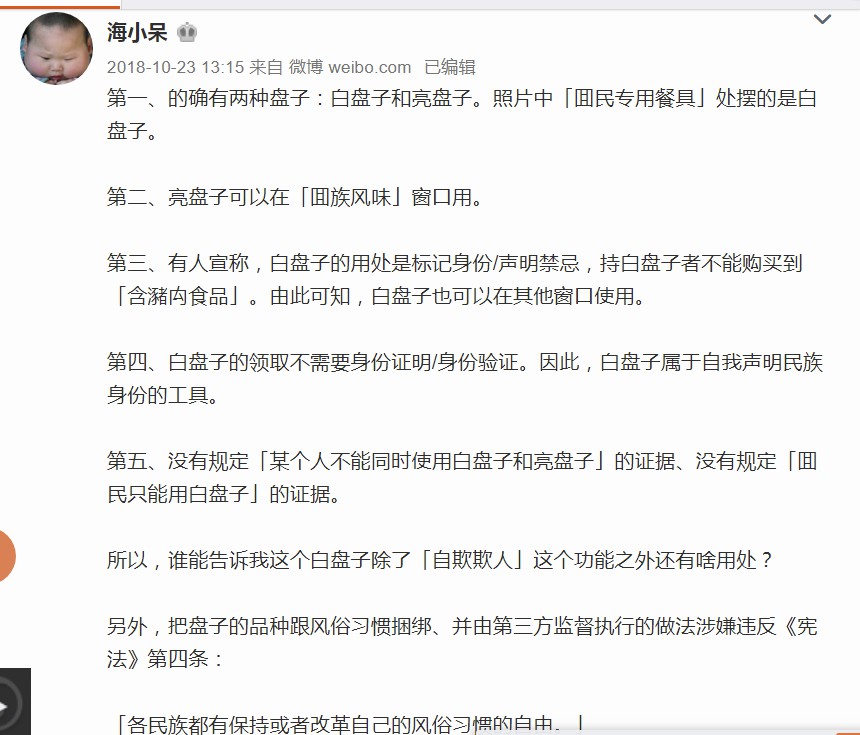 海小呆
2018-10-23 13:15 来自 微博 weibo.com 已编辑
第一、的确有两种盘子：白盘子和亮盘子。照片中「囬民专用餐具」处摆的是白
盘子。
第二、亮盘子可以在「囬族风味」窗口用。
第三、有人宣称，白盘子的用处是标记身份/声明禁忌，持白盘子者不能购买到
「含瀦禸食品」。由此可知，白盘子也可以在其他窗口使用。
第四、白盘子的领取不需要身份证明/身份验证。因此，白盘子属于自我声明民族
身份的工具。
第五、没有规定「某个人不能同时使用白盘子和亮盘子」的证据、没有规定「囬
民只能用白盘子」的证据。
所以，谁能告诉我这个白盘子除了「自欺欺人」这个功能之外还有啥用处？
另外，把盘子的品种跟风俗习惯捆绑、并由第三方监督执行的做法涉嫌违反《宪
法》第四条：
「各民族都有保持或者改革自己的风俗习惯的自由。」